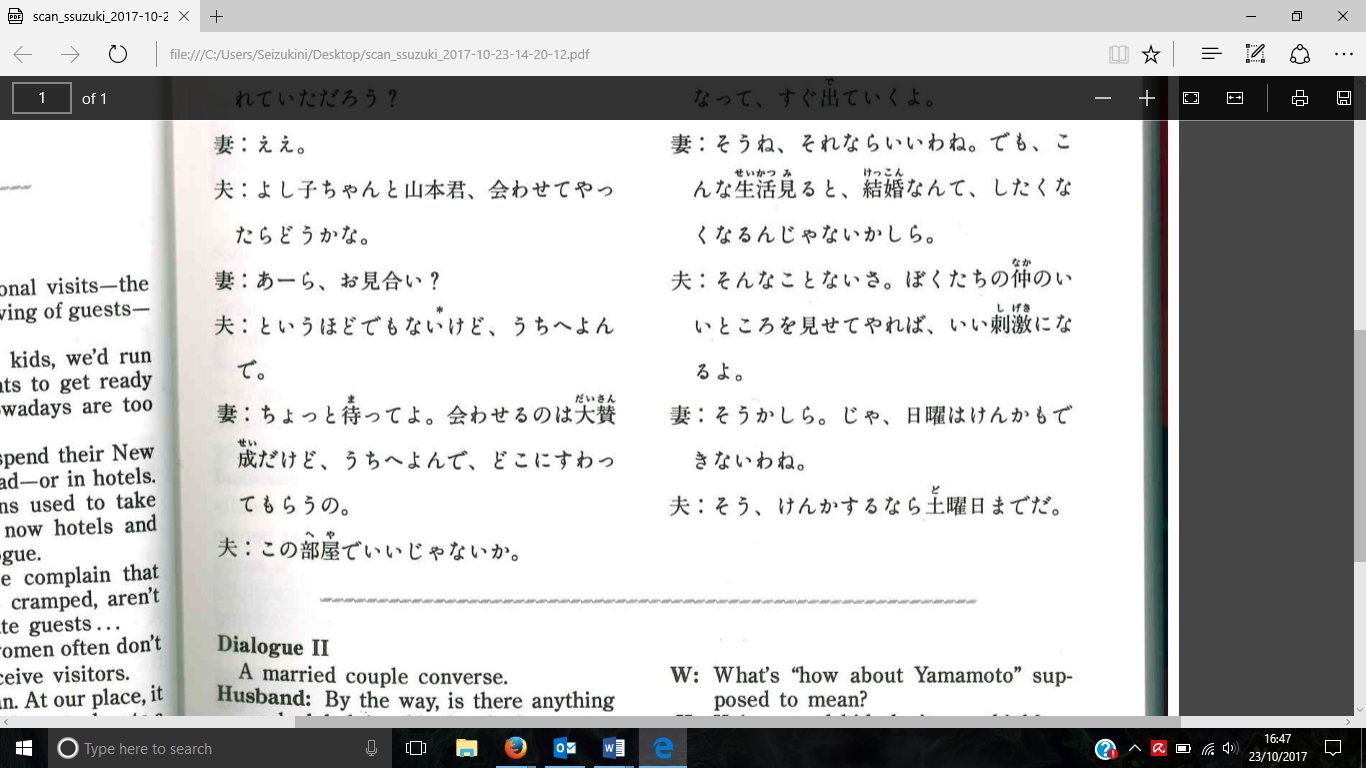 scan_ssuzuki_2017-10-2
file:///C:/Users/Seizukini/Desktop/scan_ssuzuki_2017-10-23-14-20-12.pdf
1 of 1
れていただろう？
妻：ええ。
夫：よし子ちゃんと山本君、会わせてやっ
たらどうかな。
妻：あーら、お見合い？
夫：というほどでもない*けど、うちへよん
で。
妻：ちょっと待ってよ。会わせるのは大賛
成だけど、うちへよんで、どこにすわっ
てもらうの。
夫：この部屋でいいじゃないか。
なって、すぐ出ていくよ。
妻：そうね、それならいいわね。でも、こ
んな生活見ると、結婚なんて、したくな
くなるんじゃないかしら。
夫：そんなことないさ。ぼくたちの仲のい
いところを見せてやれば、いい刺激にな
るよ。
妻：そうかしら。じゃ、日曜はけんかもで
きないわね。
夫：そう、けんかするなら土曜日までだ。
onal visits—the
ving of guests—
kids, we'd run
nts to get ready
owadays are too
spend their New
ad—or in hotels.
ns used to take
now hotels and
ogue.
e complain that
cramped, aren't
ate guests...
women often don't
ceive visitors.
n. At our place, it
Dialogue II
A married couple converse.
Husband: By the way, is there anything
W: What's "how about Yamamoto" sup-
posed to mean?
Type here to search
16:47
23/10/2017